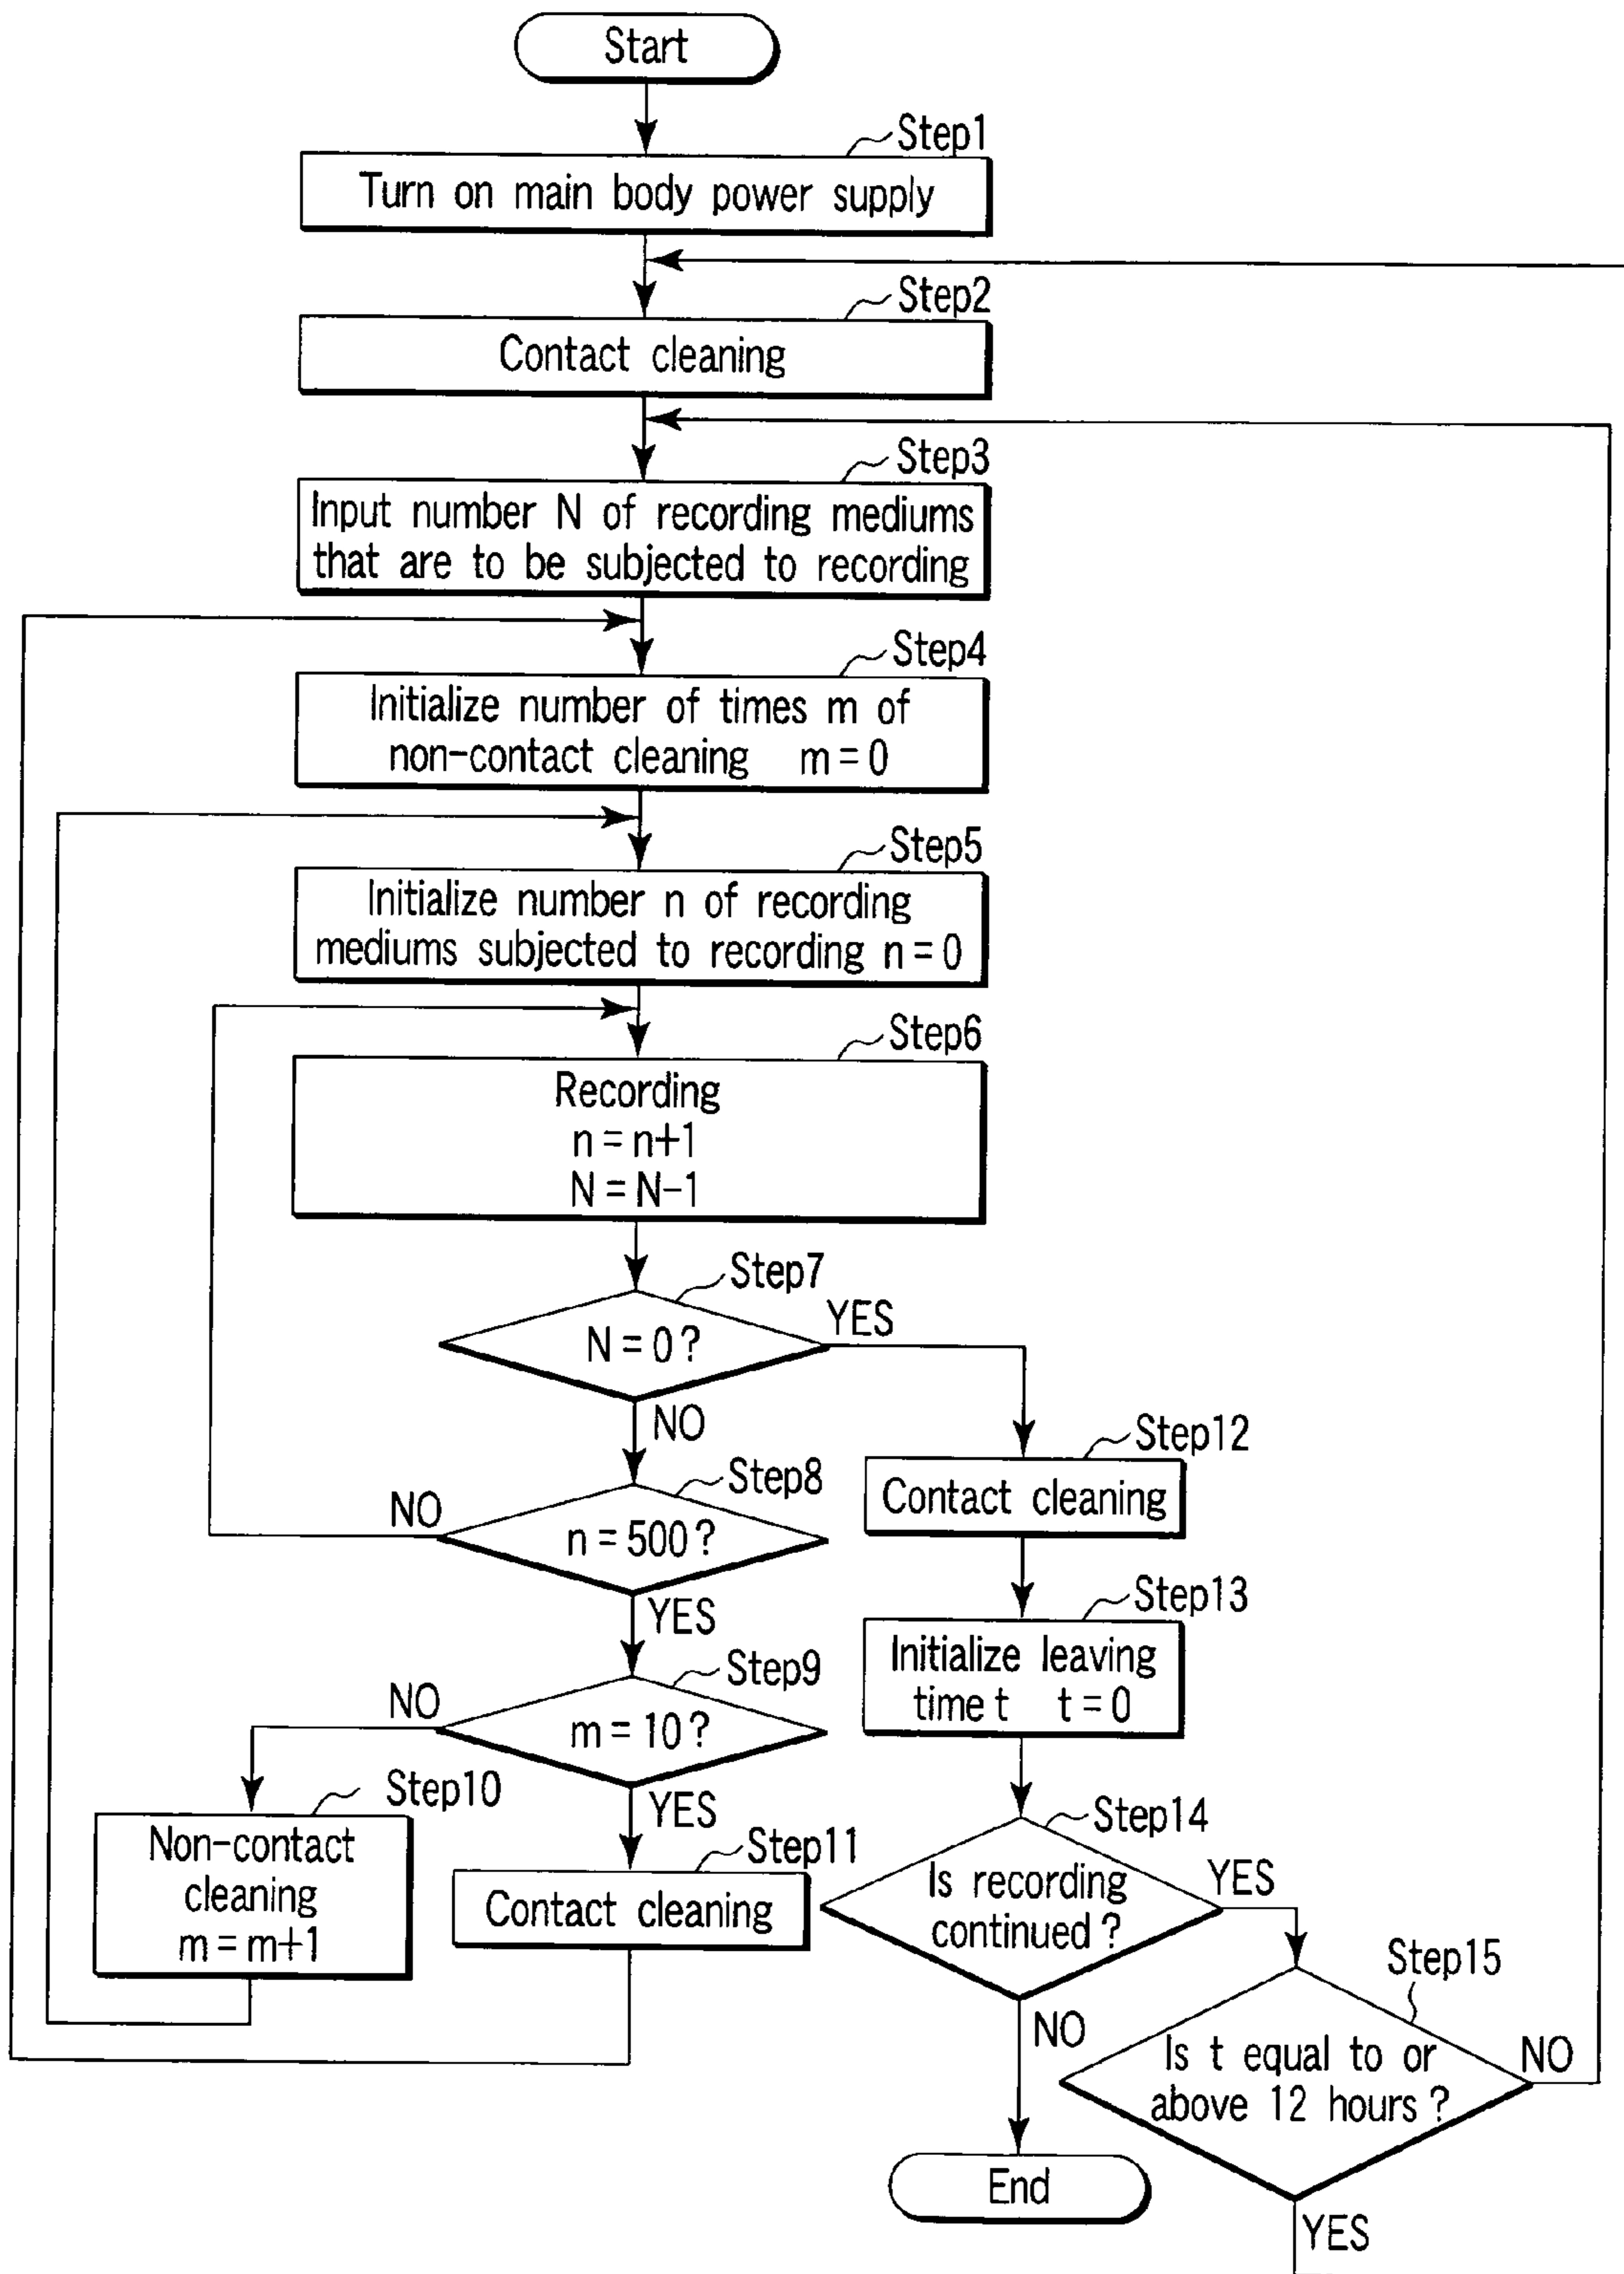 Start
Step1
Turn on main body power supply
Step2
Contact cleaning
Step3
Input number N of recording mediums
that are to be subjected to recording
Step4
Initialize number of times m of
non-contact cleaning m=0
Step5
Initialize number n of recording
mediums subjected to recording n=0
Step6
Recording
n=n+1
N=N-1
Step7
N=0?
YES
NO
Step8
n=500?
NO
YES
Step9
m=10?
NO
YES
Step10
Non-contact
cleaning
m=m+1
Step11
Contact cleaning
Step12
Contact cleaning
Step13
Initialize leaving
time t t=0
Step14
Is recording
continued?
YES
NO
Step15
Is t equal to or
above 12 hours?
NO
YES
End